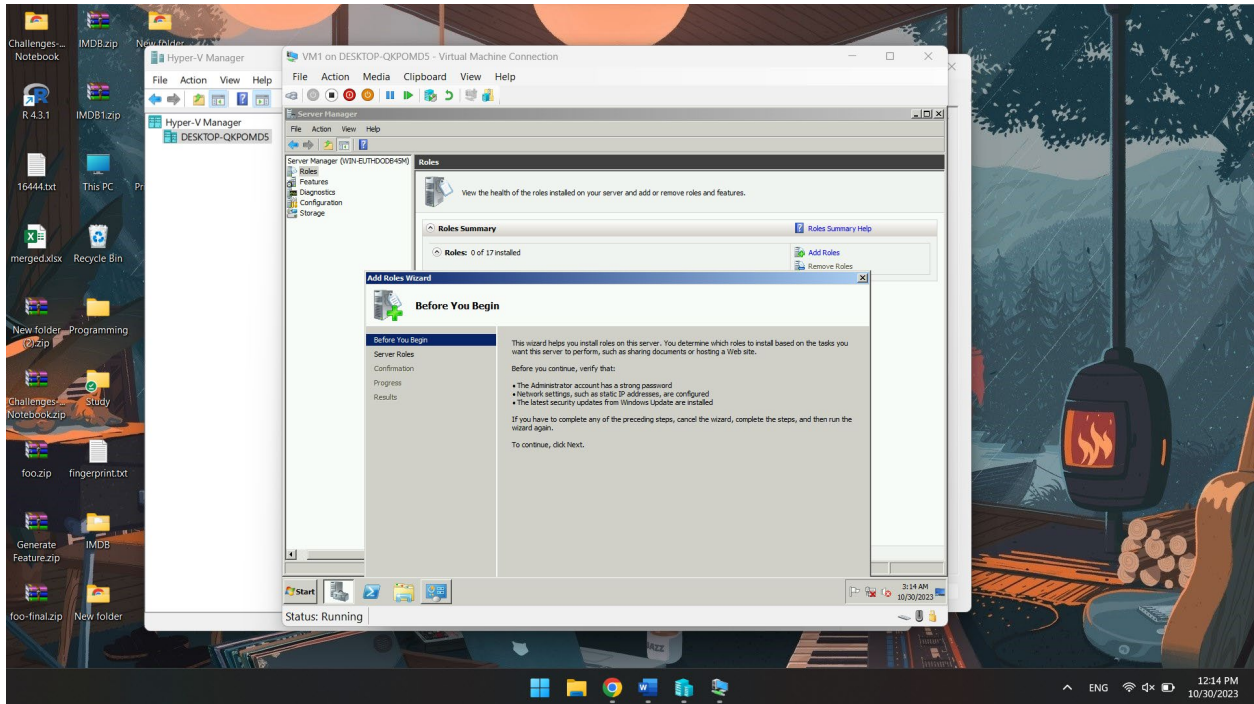 Challenges-...
Notebook
IMDB.zip
New folder
R 4.3.1
IMDB1.zip
16444.txt
This PC
Pr
merged.xlsx
Recycle Bin
New folder
(2).zip
Programming
Challenges-...
Notebook.zip
Study
foo.zip
fingerprint.txt
Generate
Feature.zip
IMDB
foo-final.zip
New folder
Hyper-V Manager
File Action View Help
Hyper-V Manager
DESKTOP-QKPOMD5
VM1 on DESKTOP-QKPOMD5 - Virtual Machine Connection
File Action Media Clipboard View Help
Server Manager
File Action View Help
Server Manager (WIN-EUTHDODB4SM)
Roles
Features
Diagnostics
Configuration
Storage
Roles
View the health of the roles installed on your server and add or remove roles and features.
Roles Summary
Roles Summary Help
Roles: 0 of 17 installed
Add Roles
Remove Roles
Add Roles Wizard
Before You Begin
Before You Begin
Server Roles
Confirmation
Progress
Results
This wizard helps you install roles on this server. You determine which roles to install based on the tasks you
want this server to perform, such as sharing documents or hosting a Web site.
Before you continue, verify that:
• The Administrator account has a strong password
• Network settings, such as static IP addresses, are configured
• The latest security updates from Windows Update are installed
If you have to complete any of the preceding steps, cancel the wizard, complete the steps, and then run the
wizard again.
To continue, click Next.
Start
3:14 AM
10/30/2023
Status: Running
JAZZ
ENG
12:14 PM
10/30/2023